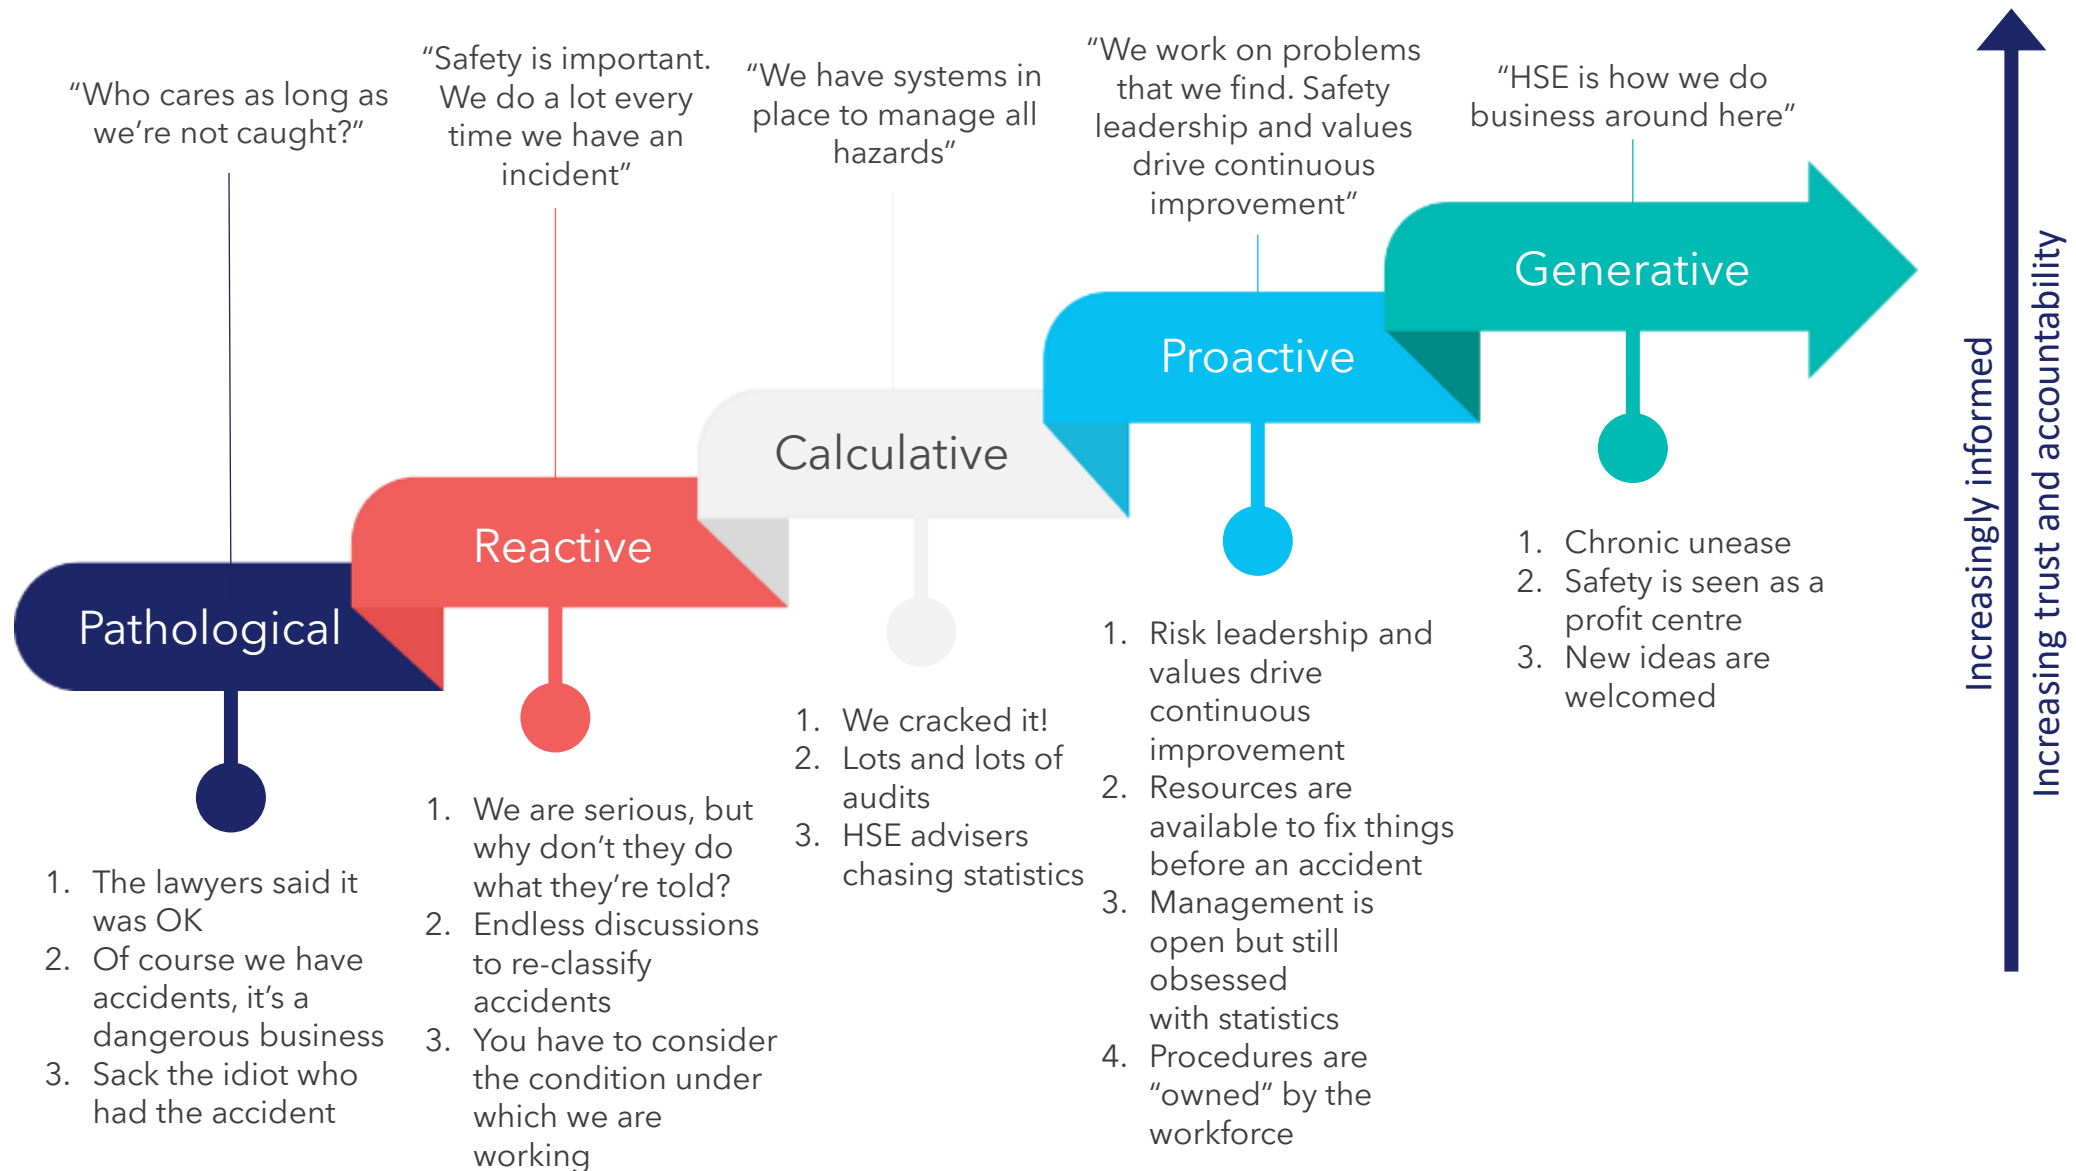 “Who cares as long as
we’re not caught?”
“Safety is important.
We do a lot every
time we have an
incident”
“We have systems in
place to manage all
hazards”
“We work on problems
that we find. Safety
leadership and values
drive continuous
improvement”
“HSE is how we do
business around here”
Pathological
Reactive
Calculative
Proactive
Generative
1. The lawyers said it
was OK
2. Of course we have
accidents, it’s a
dangerous business
3. Sack the idiot who
had the accident
1. We are serious, but
why don’t they do
what they’re told?
2. Endless discussions
to re-classify
accidents
3. You have to consider
the condition under
which we are
working
1. We cracked it!
2. Lots and lots of
audits
3. HSE advisers
chasing statistics
1. Risk leadership and
values drive
continuous
improvement
2. Resources are
available to fix things
before an accident
3. Management is
open but still
obsessed
with statistics
4. Procedures are
“owned” by the
workforce
1. Chronic unease
2. Safety is seen as a
profit centre
3. New ideas are
welcomed
Increasingly informed
Increasing trust and accountability